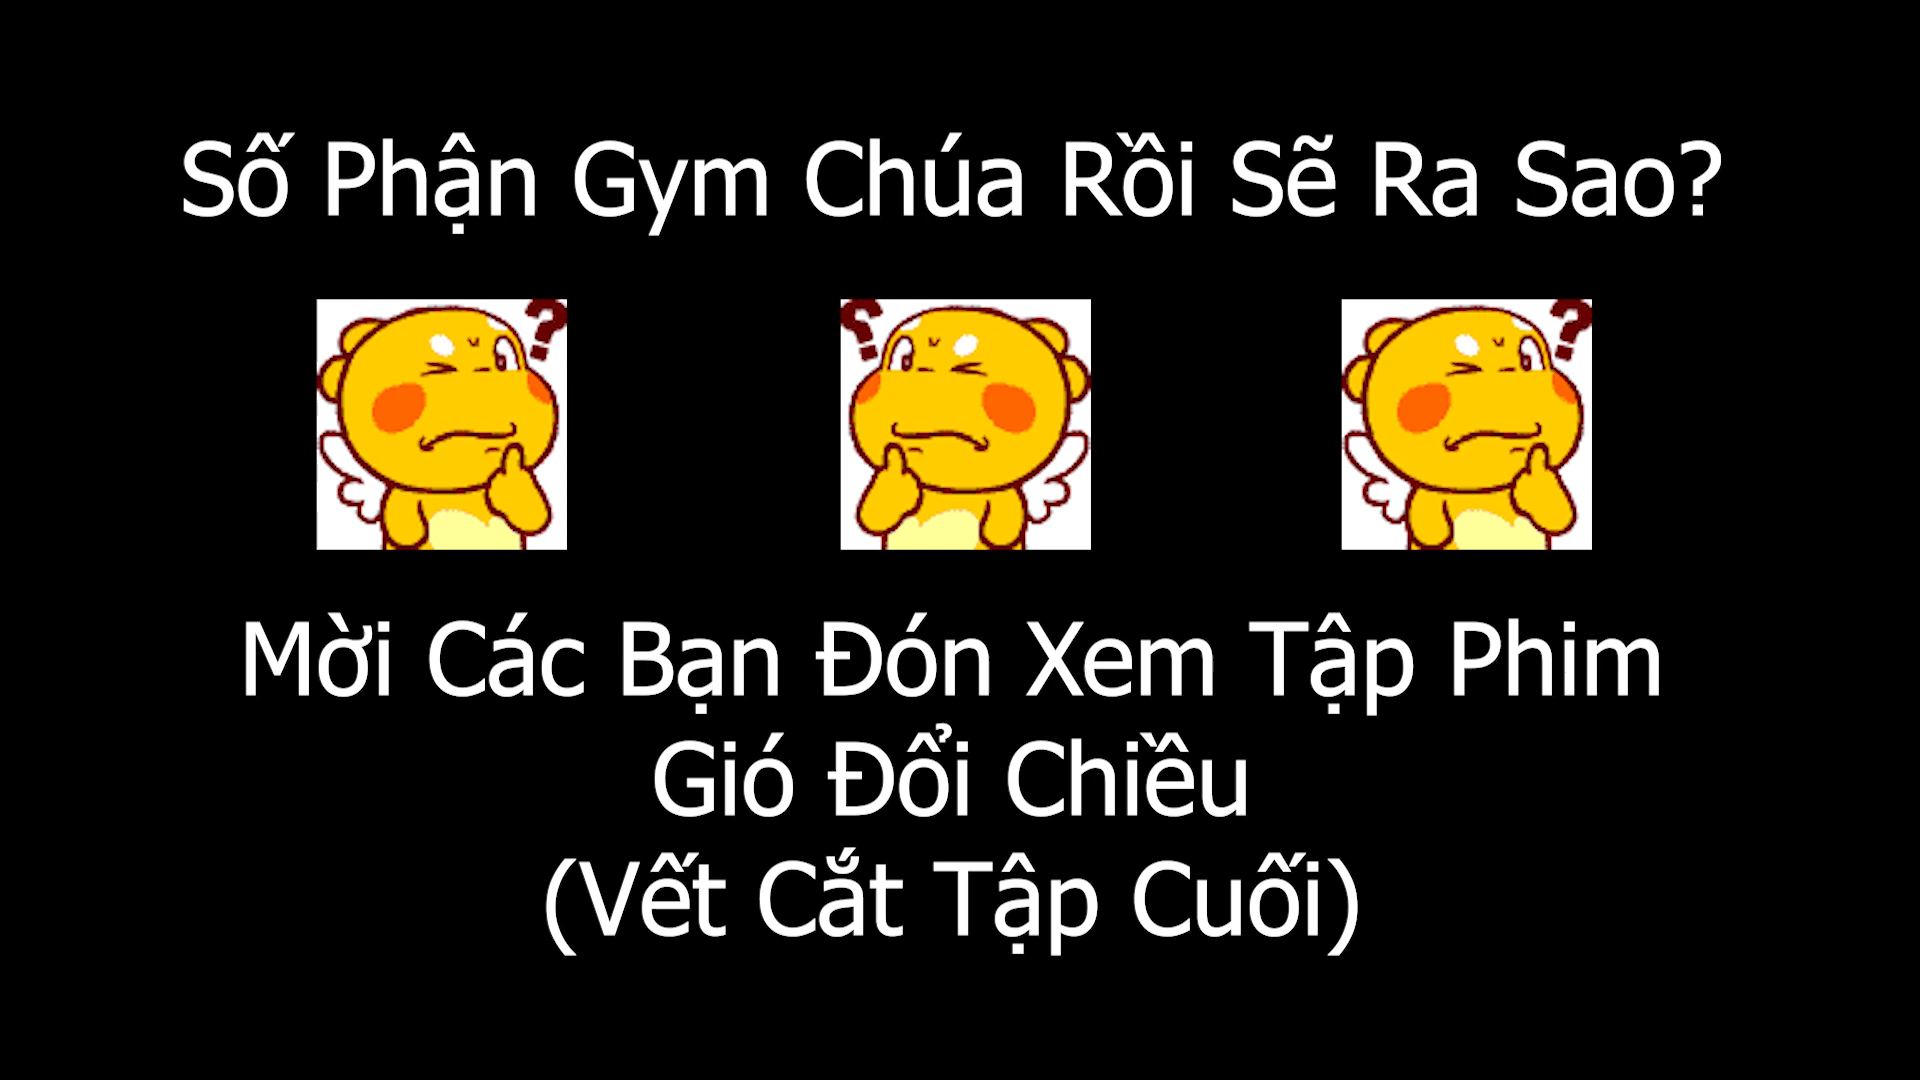 Số Phận Gym Chúa Rồi Sẽ Ra Sao?
? ? ?
Mời Các Bạn Đón Xem Tập Phim
Gió Đổi Chiều
(Vết Cắt Tập Cuối)